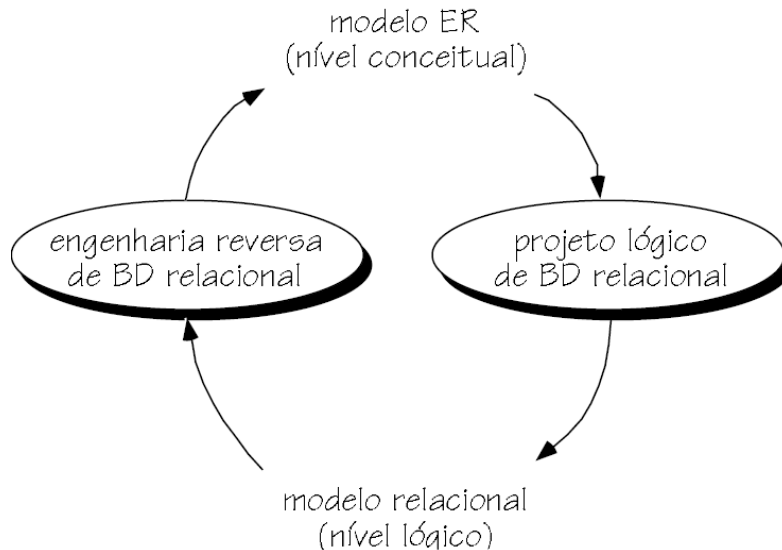 modelo ER
(nível conceitual)
engenharia reversa
de BD relacional
projeto lógico
de BD relacional
modelo relacional
(nível lógico)